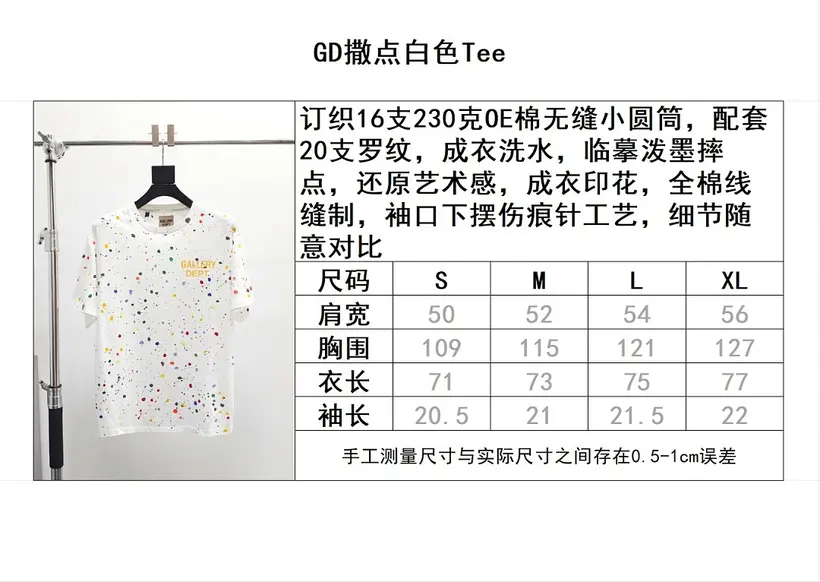 GD撒点白色Tee
订织16支230克OE棉无缝小圆筒，配套
20支罗纹，成衣洗水，临摹泼墨摔
点，还原艺术感，成衣印花，全棉线
缝制，袖口下摆伤痕针工艺，细节随
意对比
GALLERY
DEPT.
尺码 S M L XL
肩宽 50 52 54 56
胸围 109 115 121 127
衣长 71 73 75 77
袖长 20.5 21 21.5 22
手工测量尺寸与实际尺寸之间存在0.5-1cm误差